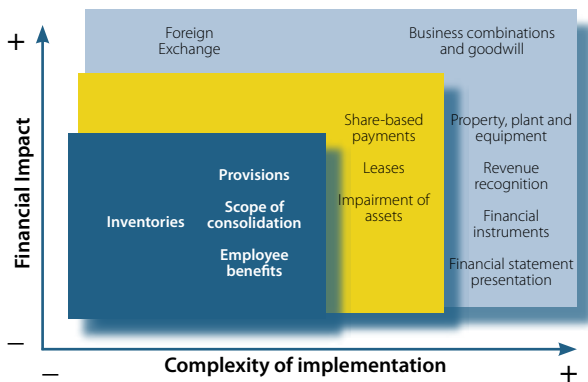 +
Financial Impact
–
Foreign
Exchange
Business combinations
and goodwill
Share-based
payments
Leases
Impairment of
assets
Property, plant and
equipment
Revenue
recognition
Financial
instruments
Financial statement
presentation
Inventories
Provisions
Scope of
consolidation
Employee
benefits
–
Complexity of implementation
+